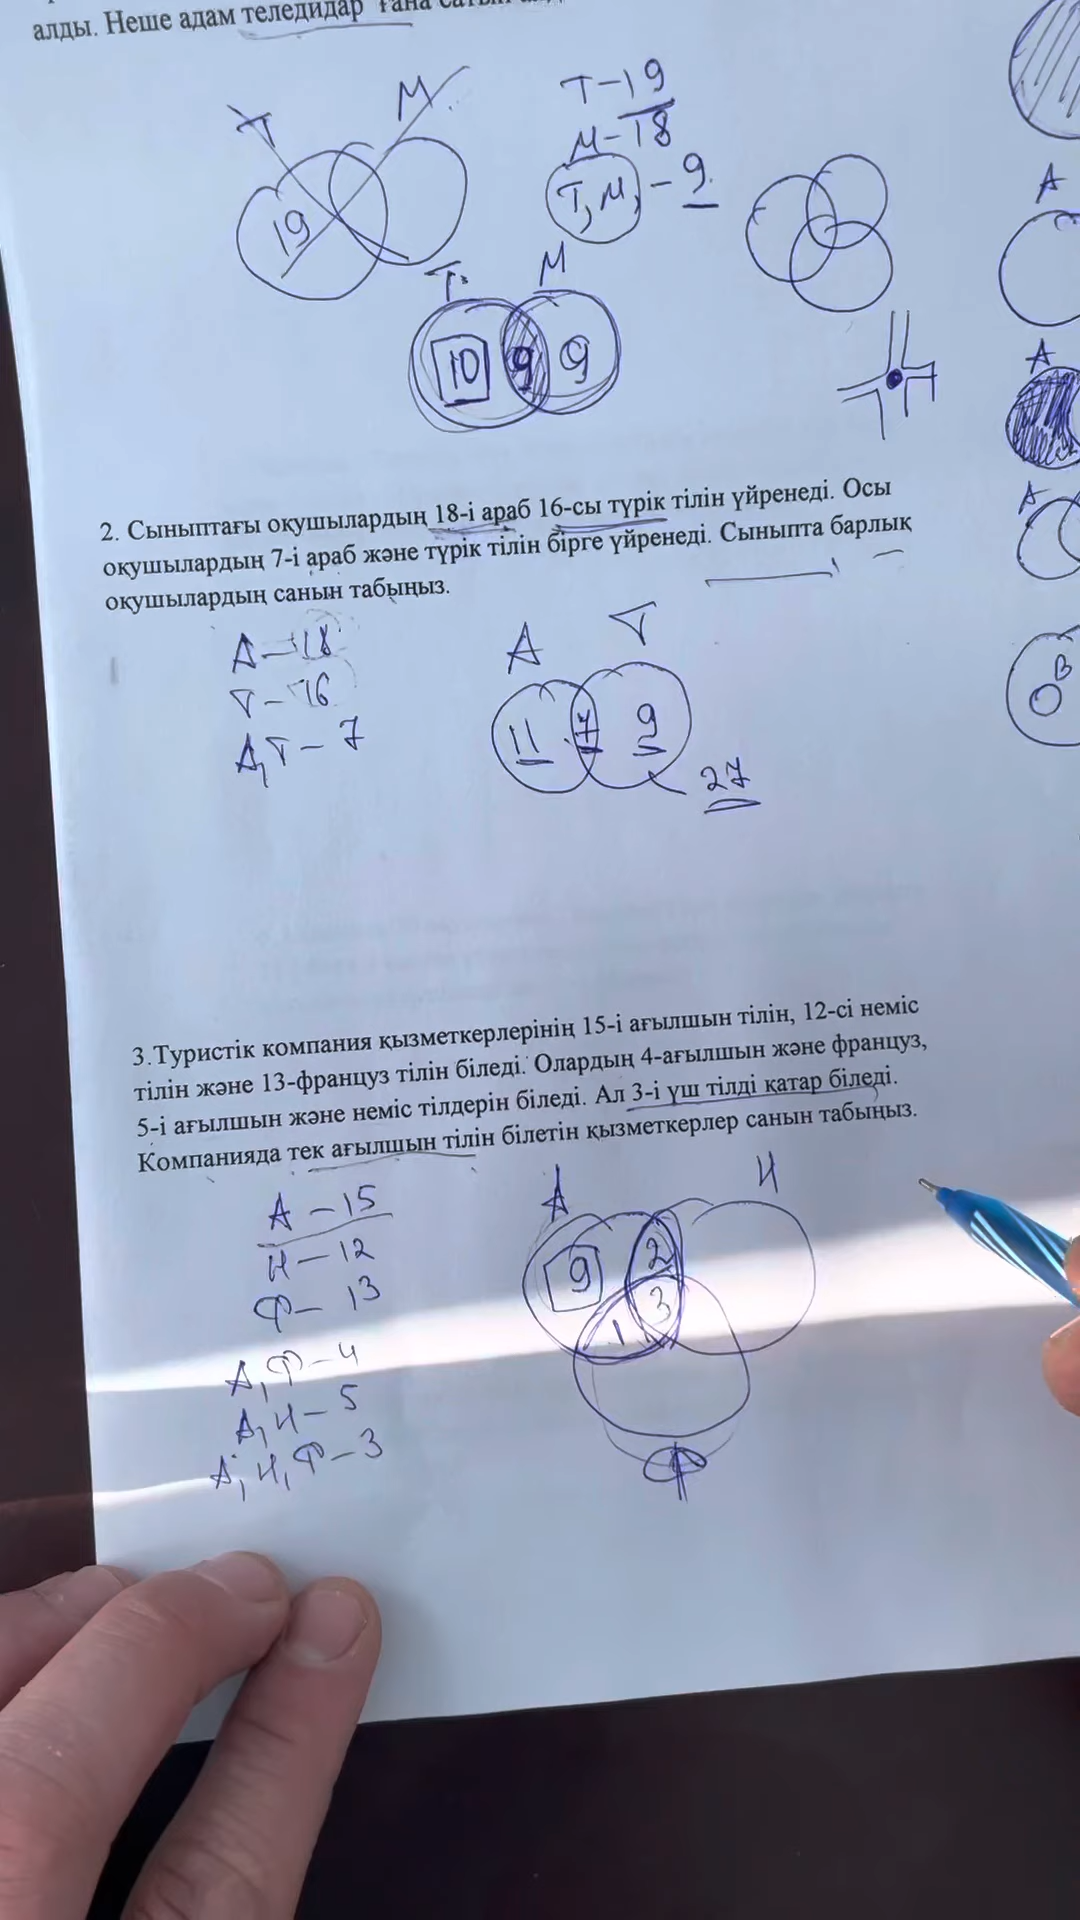 алды. Неше адам теледидар ғана
Т
М
Т-19
М-18
Т, М, - 9
19
Т
М
10 9 9
А
А
А
В
2. Сыныптағы оқушылардың 18-і араб 16-сы түрік тілін үйренеді. Осы
оқушылардың 7-і араб және түрік тілін бірге үйренеді. Сыныпта барлық
оқушылардың санын табыңыз.
А-18
Т-16
А,Т-7
А
Т
11 7 9
27
3.Туристік компания қызметкерлерінің 15-і ағылшын тілін, 12-сі неміс
тілін және 13-француз тілін біледі. Олардың 4-ағылшын және француз,
5-і ағылшын және неміс тілдерін біледі. Ал 3-і үш тілді қатар біледі.
Компанияда тек ағылшын тілін білетін қызметкерлер санын табыңыз.
А-15
Н-12
Ф-13
А,Ф-4
А,Н-5
А,Н,Ф-3
А
Н
9 2
1 3
Ф